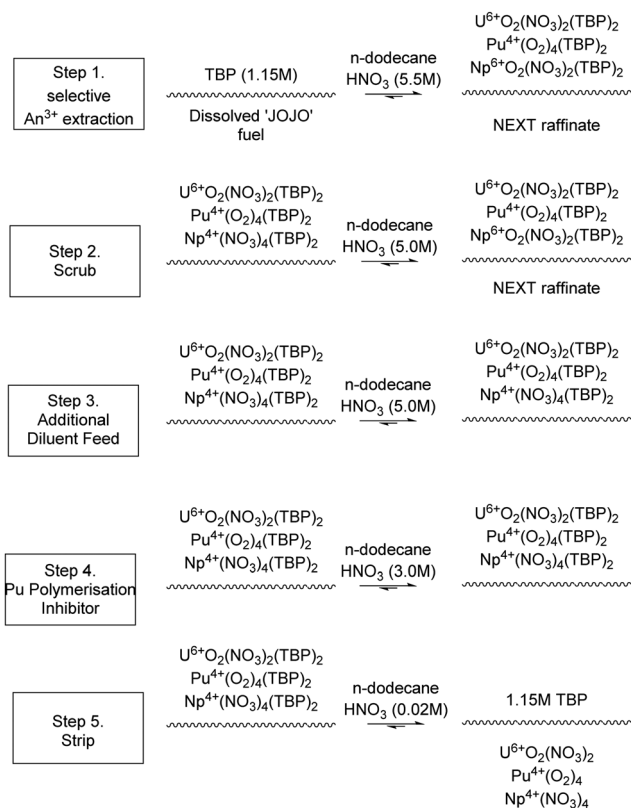 Step 1.
selective
An³⁺ extraction
TBP (1.15M)
Dissolved 'JOJO'
fuel
n-dodecane
HNO₃ (5.5M)
U⁶⁺O₂(NO₃)₂(TBP)₂
Pu⁴⁺(O₂)₄(TBP)₂
Np⁶⁺O₂(NO₃)₂(TBP)₂
NEXT raffinate
Step 2.
Scrub
U⁶⁺O₂(NO₃)₂(TBP)₂
Pu⁴⁺(O₂)₄(TBP)₂
Np⁴⁺(NO₃)₄(TBP)₂
n-dodecane
HNO₃ (5.0M)
U⁶⁺O₂(NO₃)₂(TBP)₂
Pu⁴⁺(O₂)₄(TBP)₂
Np⁶⁺O₂(NO₃)₂(TBP)₂
NEXT raffinate
Step 3.
Additional
Diluent Feed
U⁶⁺O₂(NO₃)₂(TBP)₂
Pu⁴⁺(O₂)₄(TBP)₂
Np⁴⁺(NO₃)₄(TBP)₂
n-dodecane
HNO₃ (5.0M)
U⁶⁺O₂(NO₃)₂(TBP)₂
Pu⁴⁺(O₂)₄(TBP)₂
Np⁴⁺(NO₃)₄(TBP)₂
Step 4.
Pu Polymerisation
Inhibitor
U⁶⁺O₂(NO₃)₂(TBP)₂
Pu⁴⁺(O₂)₄(TBP)₂
Np⁴⁺(NO₃)₄(TBP)₂
n-dodecane
HNO₃ (3.0M)
U⁶⁺O₂(NO₃)₂(TBP)₂
Pu⁴⁺(O₂)₄(TBP)₂
Np⁴⁺(NO₃)₄(TBP)₂
Step 5.
Strip
U⁶⁺O₂(NO₃)₂(TBP)₂
Pu⁴⁺(O₂)₄(TBP)₂
Np⁴⁺(NO₃)₄(TBP)₂
n-dodecane
HNO₃ (0.02M)
1.15M TBP
U⁶⁺O₂(NO₃)₂
Pu⁴⁺(O₂)₄
Np⁴⁺(NO₃)₄